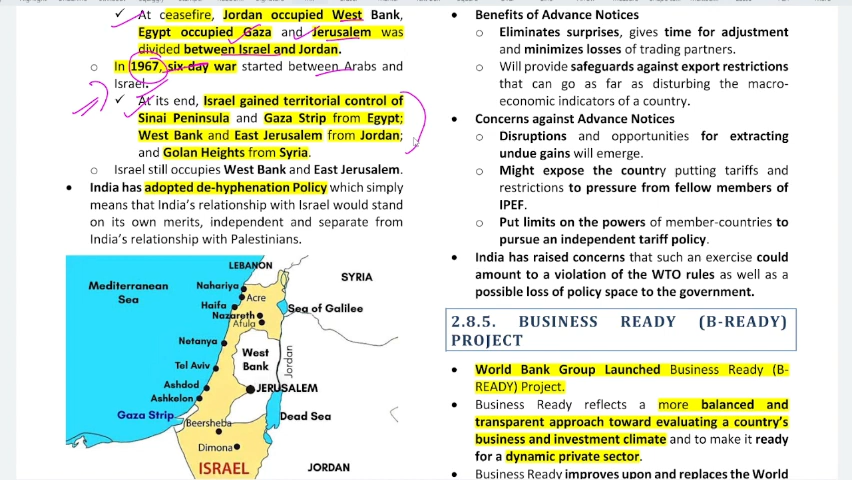 ✓ At ceasefire, Jordan occupied West Bank,
Egypt occupied Gaza and Jerusalem was
divided between Israel and Jordan.
o In 1967, six-day war started between Arabs and
Israel.
✓ At its end, Israel gained territorial control of
Sinai Peninsula and Gaza Strip from Egypt;
West Bank and East Jerusalem from Jordan;
and Golan Heights from Syria.
o Israel still occupies West Bank and East Jerusalem.
• India has adopted de-hyphenation Policy which simply
means that India's relationship with Israel would stand
on its own merits, independent and separate from
India's relationship with Palestinians.
LEBANON
SYRIA
Mediterranean
Sea
Nahariya
Acre
Haifa
Sea of Galilee
Nazareth
Afula
Netanya
West
Bank
Jordan
Tel Aviv
JERUSALEM
Ashdod
Ashkelon
Gaza Strip
Dead Sea
Beersheba
Dimona
ISRAEL
JORDAN
• Benefits of Advance Notices
o Eliminates surprises, gives time for adjustment
and minimizes losses of trading partners.
o Will provide safeguards against export restrictions
that can go as far as disturbing the macro-
economic indicators of a country.
• Concerns against Advance Notices
o Disruptions and opportunities for extracting
undue gains will emerge.
o Might expose the country putting tariffs and
restrictions to pressure from fellow members of
IPEF.
o Put limits on the powers of member-countries to
pursue an independent tariff policy.
• India has raised concerns that such an exercise could
amount to a violation of the WTO rules as well as a
possible loss of policy space to the government.
2.8.5. BUSINESS READY (B-READY)
PROJECT
• World Bank Group Launched Business Ready (B-
READY) Project.
• Business Ready reflects a more balanced and
transparent approach toward evaluating a country's
business and investment climate and to make it ready
for a dynamic private sector.
• Business Ready improves upon and replaces the World